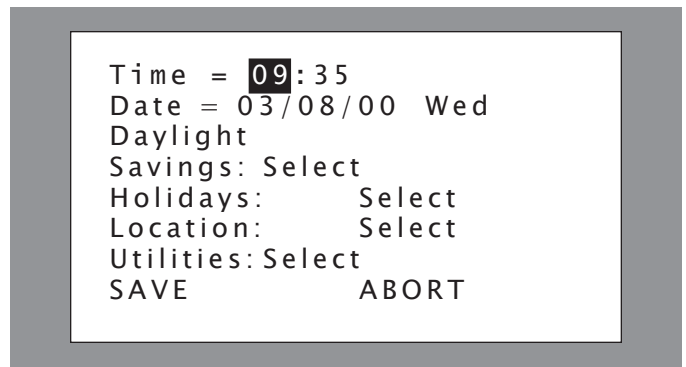 Time = 09:35
Date = 03/08/00 Wed
Daylight
Savings: Select
Holidays: Select
Location: Select
Utilities: Select
SAVE ABORT